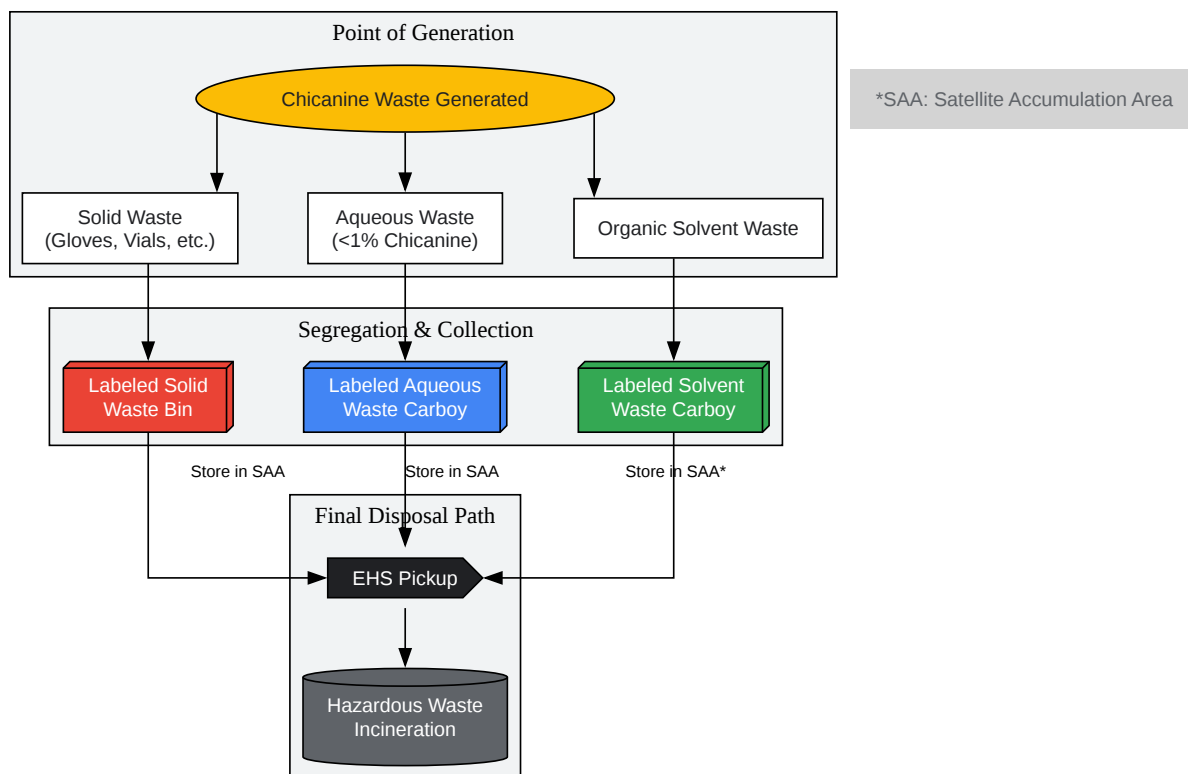 Point of Generation
Chicanine Waste Generated
*SAA: Satellite Accumulation Area
Solid Waste
(Gloves, Vials, etc.)
Aqueous Waste
(<1% Chicanine)
Organic Solvent Waste
Segregation & Collection
Labeled Solid
Waste Bin
Labeled Aqueous
Waste Carboy
Labeled Solvent
Waste Carboy
Store in SAA
Store in SAA
Store in SAA*
Final Disposal Path
EHS Pickup
Hazardous Waste
Incineration